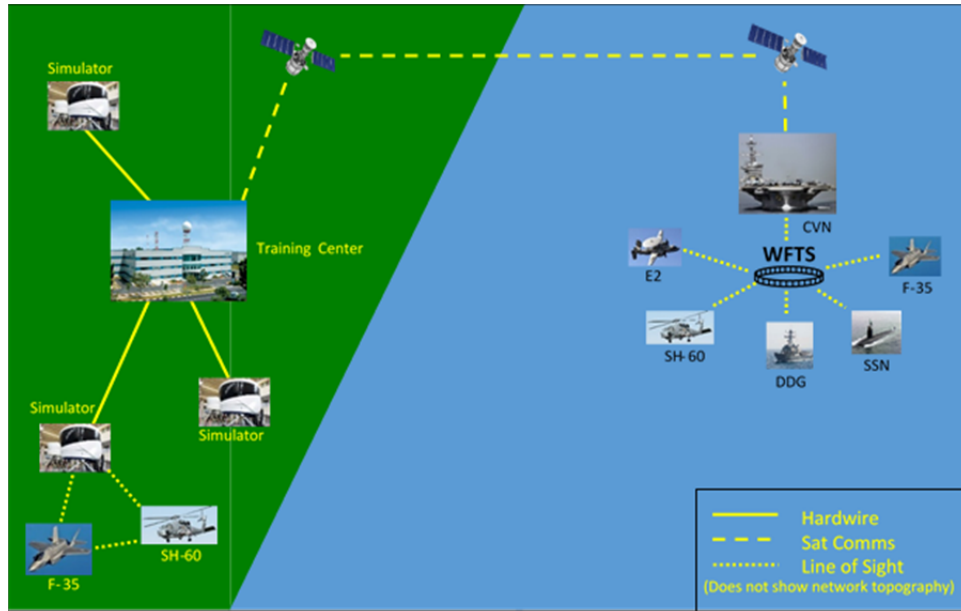 Simulator
Training Center
CVN
WFTS
E2
F-35
SH-60
DDG
SSN
Simulator
Simulator
SH-60
F-35
Hardwire
Sat Comms
Line of Sight
(Does not show network topography)